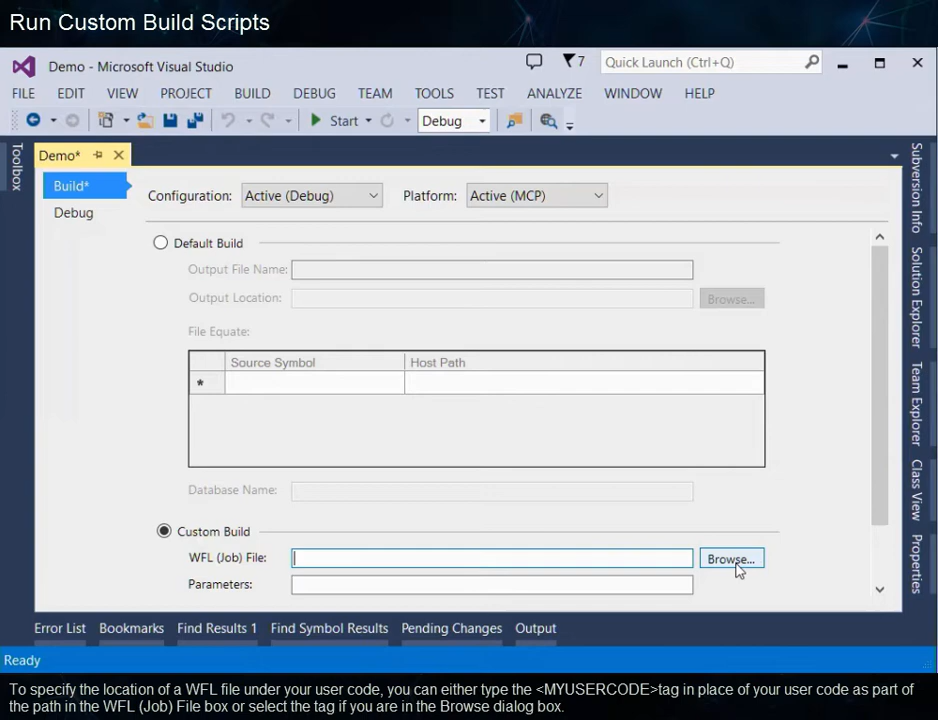 Run Custom Build Scripts
Demo - Microsoft Visual Studio
7
Quick Launch (Ctrl+Q)
FILE EDIT VIEW PROJECT BUILD DEBUG TEAM TOOLS TEST ANALYZE WINDOW HELP
Start Debug
Toolbox
Demo*
Build*
Debug
Configuration: Active (Debug) Platform: Active (MCP)
Default Build
Output File Name:
Output Location: Browse...
File Equate:
Source Symbol Host Path
*
Database Name:
Custom Build
WFL (Job) File: Browse...
Parameters:
Subversion Info
Solution Explorer
Team Explorer
Class View
Properties
Error List Bookmarks Find Results 1 Find Symbol Results Pending Changes Output
Ready
To specify the location of a WFL file under your user code, you can either type the <MYUSERCODE>tag in place of your user code as part of
the path in the WFL (Job) File box or select the tag if you are in the Browse dialog box.